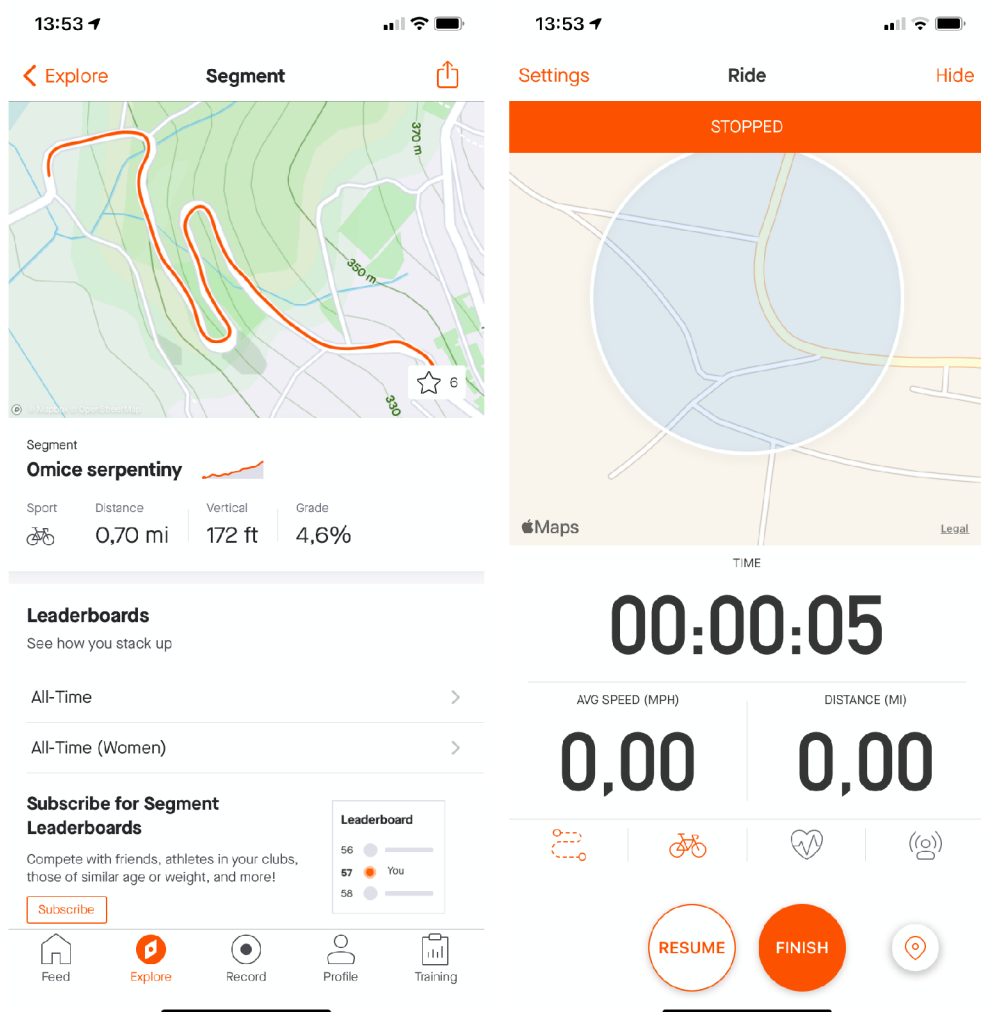 13:53
Explore
Segment
370 m
350 m
330
6
© Mapbox © OpenStreetMap
Segment
Omice serpentiny
Sport
Distance
Vertical
Grade
0,70 mi
172 ft
4,6%
Leaderboards
See how you stack up
All-Time
All-Time (Women)
Subscribe for Segment
Leaderboards
Compete with friends, athletes in your clubs,
those of similar age or weight, and more!
Subscribe
Leaderboard
56
57 You
58
Feed
Explore
Record
Profile
Training
13:53
Settings
Ride
Hide
STOPPED
Maps
Legal
TIME
00:00:05
AVG SPEED (MPH)
DISTANCE (MI)
0,00
0,00
RESUME
FINISH